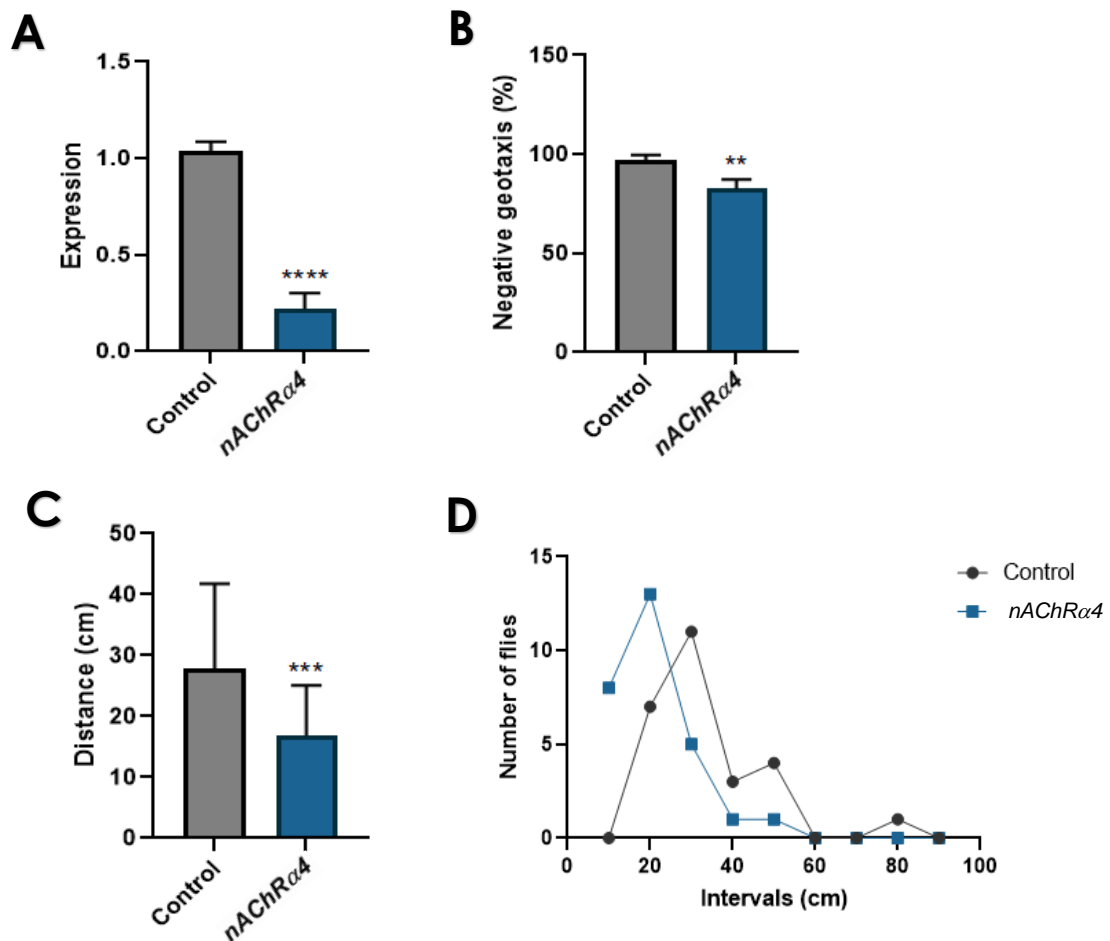 A
Expression
1.5
1.0
0.5
0.0
****
Control
nAChRα4
B
Negative geotaxis (%)
150
100
50
0
**
Control
nAChRα4
C
Distance (cm)
50
40
30
20
10
0
***
Control
nAChRα4
D
Number of flies
15
10
5
0
0 20 40 60 80 100
Intervals (cm)
Control
nAChRα4